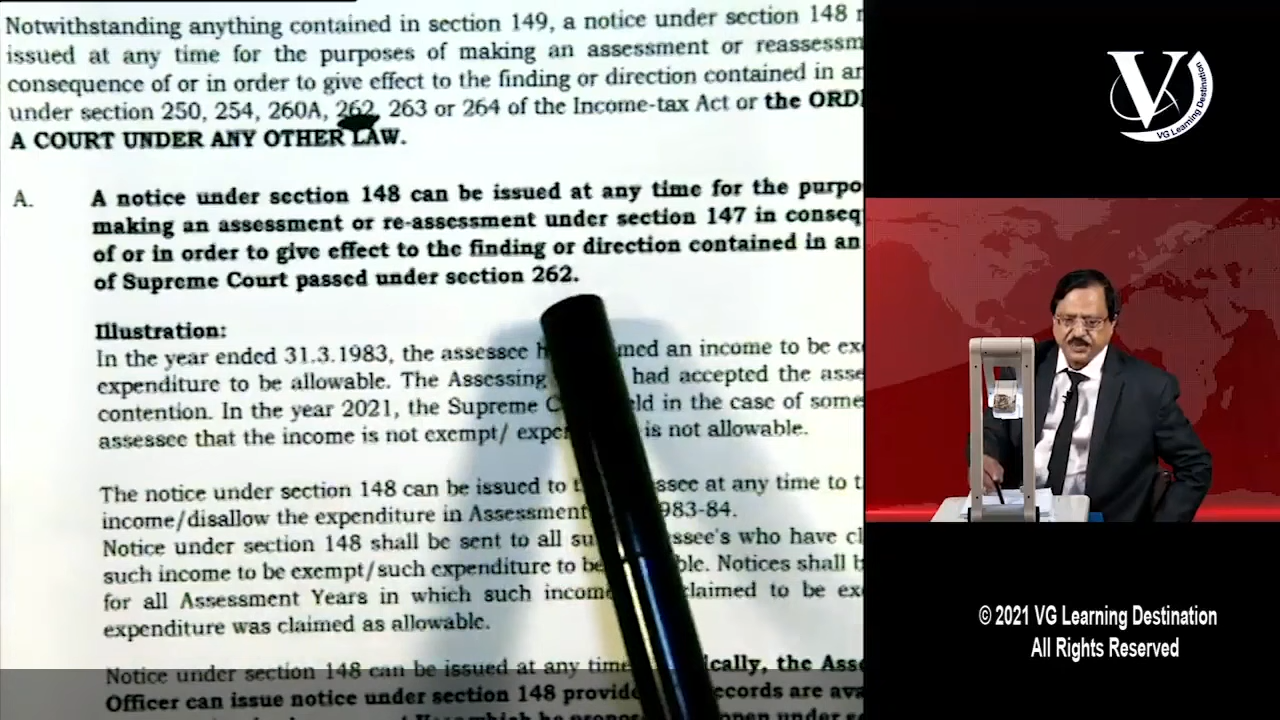 Notwithstanding anything contained in section 149, a notice under section 148
issued at any time for the purposes of making an assessment or reassessm
consequence of or in order to give effect to the finding or direction contained in
under section 250, 254, 260A, 262, 263 or 264 of the Income-tax Act or the ORD
A COURT UNDER ANY OTHER LAW.
A. A notice under section 148 can be issued at any time for the purpo
making an assessment or re-assessment under section 147 in conseq
of or in order to give effect to the finding or direction contained in an
of Supreme Court passed under section 262.
Illustration:
In the year ended 31.3.1983, the assessee med an income to be ex
expenditure to be allowable. The Assessing had accepted the asse
contention. In the year 2021, the Supreme C ld in the case of some
assessee that the income is not exempt/ expe is not allowable.
The notice under section 148 can be issued to ssee at any time to
income/disallow the expenditure in Assessment 983-84.
Notice under section 148 shall be sent to all su ssee's who have cl
such income to be exempt/such expenditure to be ble. Notices shall b
for all Assessment Years in which such incom claimed to be ex
expenditure was claimed as allowable.
Notice under section 148 can be issued at any time ically, the Asse
Officer can issue notice under section 148 provide ecords are ava
V
VG Learning Destination
© 2021 VG Learning Destination
All Rights Reserved